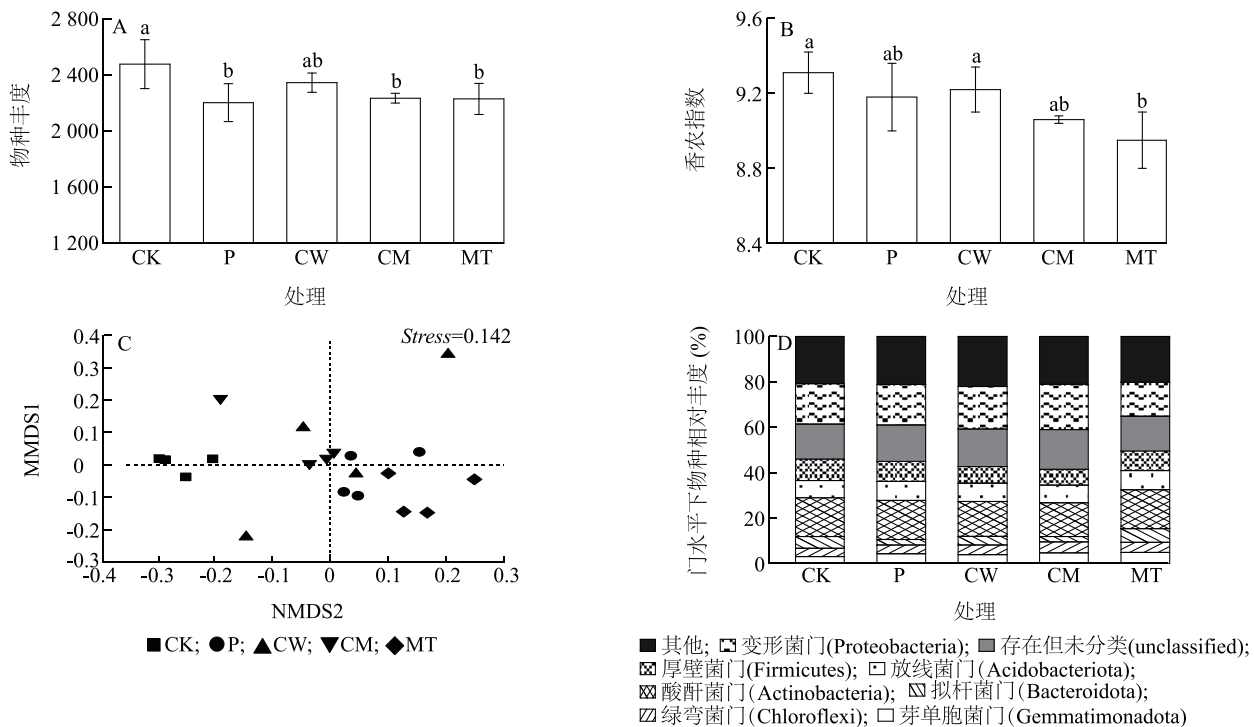 A
2 800
2 400
2 000
1 600
1 200
物种丰度
a
b
ab
b
b
CK
P
CW
CM
MT
处理
B
9.6
9.2
8.8
8.4
香农指数
a
ab
a
ab
b
CK
P
CW
CM
MT
处理
C
Stress=0.142
0.4
0.3
0.2
0.1
0
-0.1
-0.2
-0.3
MMDS1
-0.4
-0.3
-0.2
-0.1
0
0.1
0.2
0.3
NMDS2
CK; P; CW; CM; MT
D
100
80
60
40
20
0
门水平下物种相对丰度 (%)
CK
P
CW
CM
MT
处理
其他; 变形菌门(Proteobacteria); 存在但未分类(unclassified);
厚壁菌门(Firmicutes); 放线菌门(Acidobacteriota);
酸酐菌门(Actinobacteria); 拟杆菌门(Bacteroidota);
绿弯菌门(Chloroflexi); 芽单胞菌门(Gemmatimonadota)